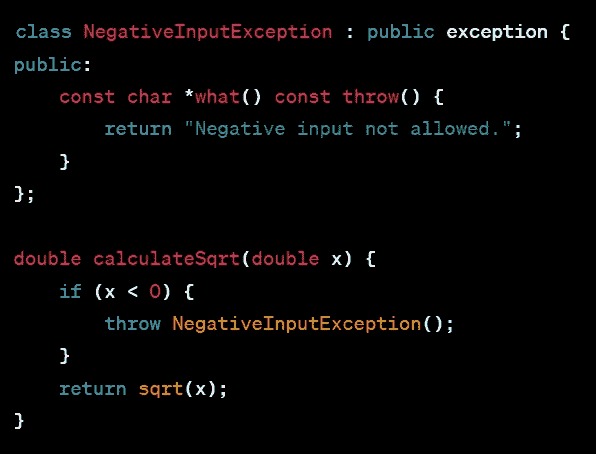 class NegativeInputException : public exception {
public:
    const char *what() const throw() {
        return "Negative input not allowed.";
    }
};

double calculateSqrt(double x) {
    if (x < 0) {
        throw NegativeInputException();
    }
    return sqrt(x);
}